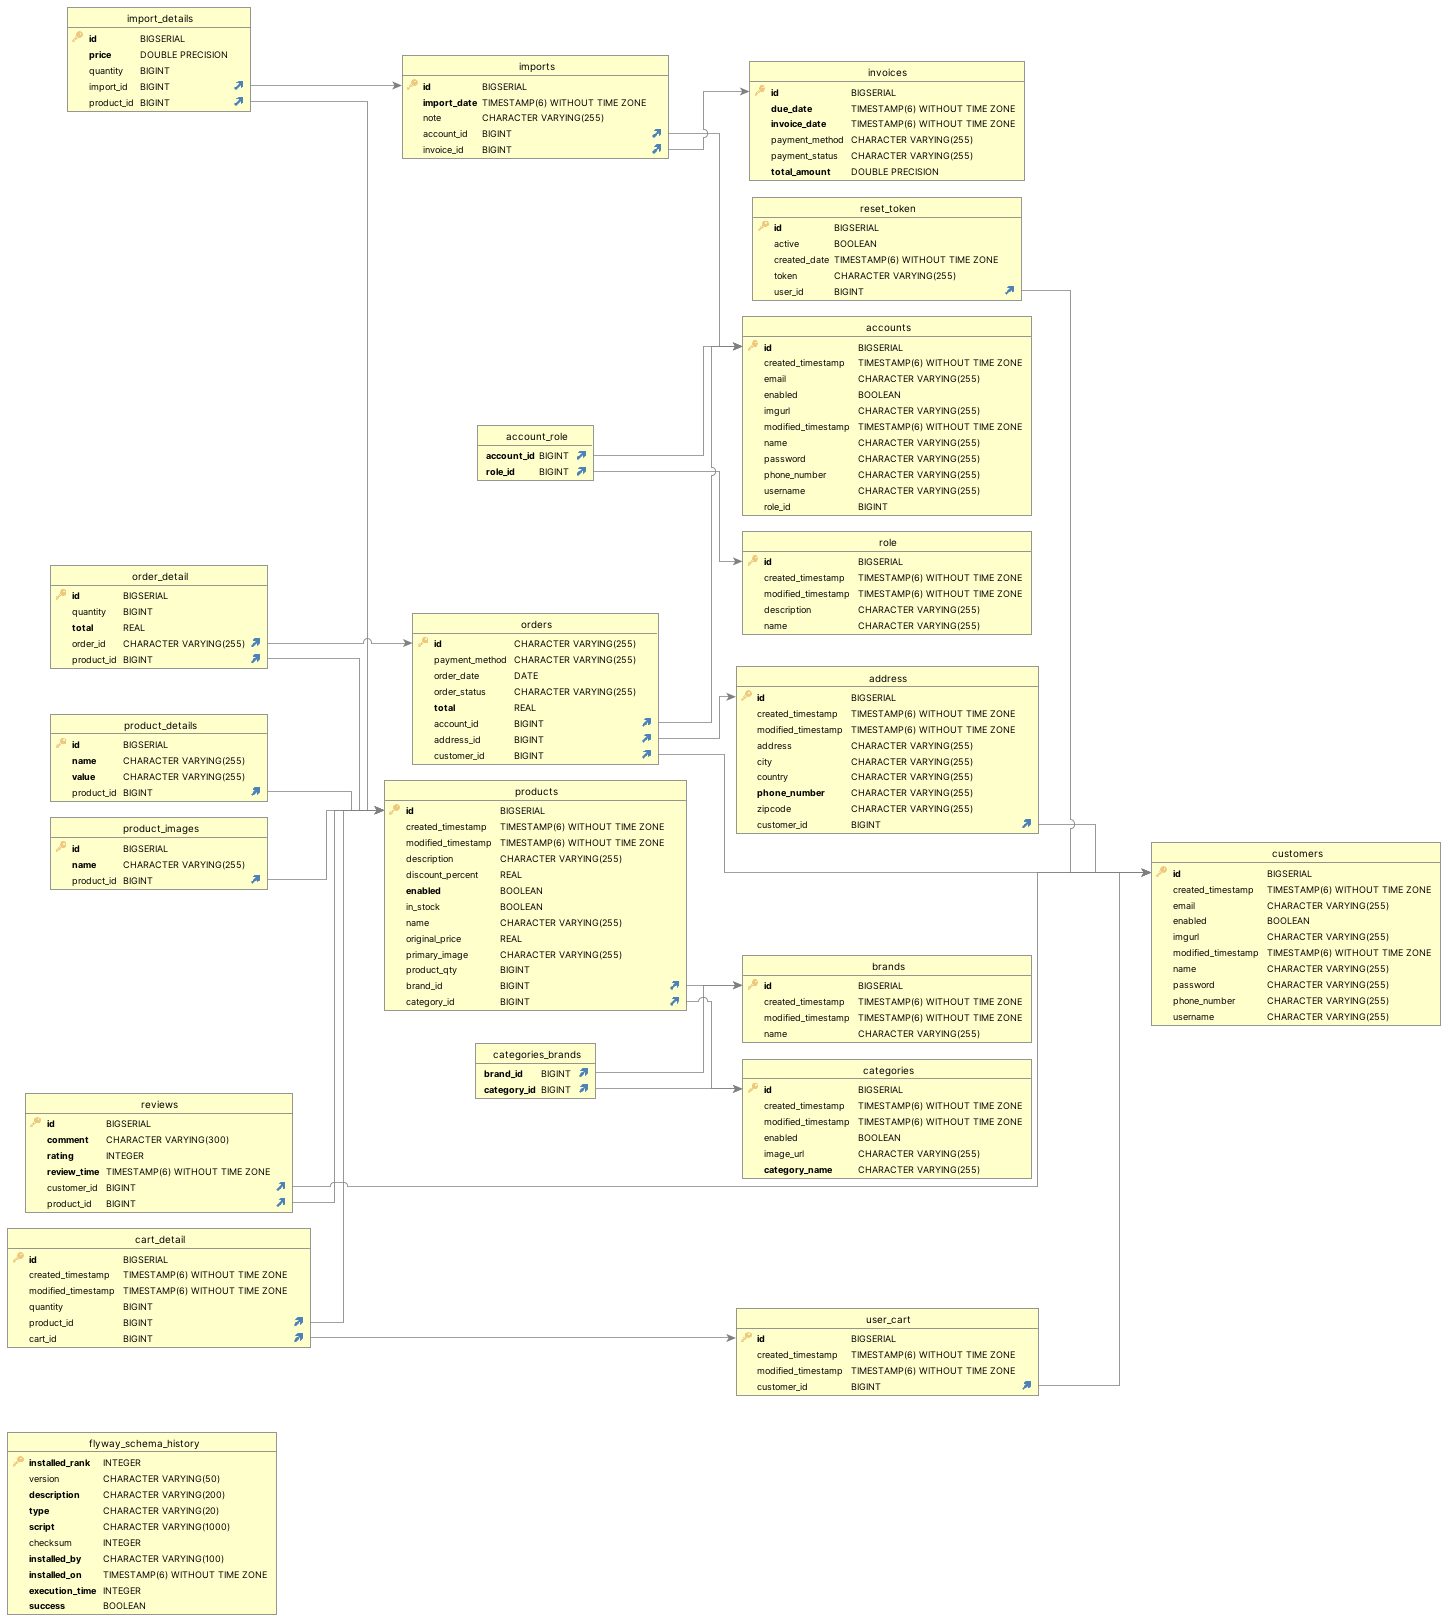 import_details
id BIGSERIAL
price DOUBLE PRECISION
quantity BIGINT
import_id BIGINT
product_id BIGINT
imports
id BIGSERIAL
import_date TIMESTAMP(6) WITHOUT TIME ZONE
note CHARACTER VARYING(255)
account_id BIGINT
invoice_id BIGINT
invoices
id BIGSERIAL
due_date TIMESTAMP(6) WITHOUT TIME ZONE
invoice_date TIMESTAMP(6) WITHOUT TIME ZONE
payment_method CHARACTER VARYING(255)
payment_status CHARACTER VARYING(255)
total_amount DOUBLE PRECISION
reset_token
id BIGSERIAL
active BOOLEAN
created_date TIMESTAMP(6) WITHOUT TIME ZONE
token CHARACTER VARYING(255)
user_id BIGINT
accounts
id BIGSERIAL
created_timestamp TIMESTAMP(6) WITHOUT TIME ZONE
email CHARACTER VARYING(255)
enabled BOOLEAN
imgurl CHARACTER VARYING(255)
modified_timestamp TIMESTAMP(6) WITHOUT TIME ZONE
name CHARACTER VARYING(255)
password CHARACTER VARYING(255)
phone_number CHARACTER VARYING(255)
username CHARACTER VARYING(255)
role_id BIGINT
account_role
account_id BIGINT
role_id BIGINT
role
id BIGSERIAL
created_timestamp TIMESTAMP(6) WITHOUT TIME ZONE
modified_timestamp TIMESTAMP(6) WITHOUT TIME ZONE
description CHARACTER VARYING(255)
name CHARACTER VARYING(255)
order_detail
id BIGSERIAL
quantity BIGINT
total REAL
order_id CHARACTER VARYING(255)
product_id BIGINT
orders
id CHARACTER VARYING(255)
payment_method CHARACTER VARYING(255)
order_date DATE
order_status CHARACTER VARYING(255)
total REAL
account_id BIGINT
address_id BIGINT
customer_id BIGINT
address
id BIGSERIAL
created_timestamp TIMESTAMP(6) WITHOUT TIME ZONE
modified_timestamp TIMESTAMP(6) WITHOUT TIME ZONE
address CHARACTER VARYING(255)
city CHARACTER VARYING(255)
country CHARACTER VARYING(255)
phone_number CHARACTER VARYING(255)
zipcode CHARACTER VARYING(255)
customer_id BIGINT
product_details
id BIGSERIAL
name CHARACTER VARYING(255)
value CHARACTER VARYING(255)
product_id BIGINT
product_images
id BIGSERIAL
name CHARACTER VARYING(255)
product_id BIGINT
products
id BIGSERIAL
created_timestamp TIMESTAMP(6) WITHOUT TIME ZONE
modified_timestamp TIMESTAMP(6) WITHOUT TIME ZONE
description CHARACTER VARYING(255)
discount_percent REAL
enabled BOOLEAN
in_stock BOOLEAN
name CHARACTER VARYING(255)
original_price REAL
primary_image CHARACTER VARYING(255)
product_qty BIGINT
brand_id BIGINT
category_id BIGINT
customers
id BIGSERIAL
created_timestamp TIMESTAMP(6) WITHOUT TIME ZONE
email CHARACTER VARYING(255)
enabled BOOLEAN
imgurl CHARACTER VARYING(255)
modified_timestamp TIMESTAMP(6) WITHOUT TIME ZONE
name CHARACTER VARYING(255)
password CHARACTER VARYING(255)
phone_number CHARACTER VARYING(255)
username CHARACTER VARYING(255)
brands
id BIGSERIAL
created_timestamp TIMESTAMP(6) WITHOUT TIME ZONE
modified_timestamp TIMESTAMP(6) WITHOUT TIME ZONE
name CHARACTER VARYING(255)
categories_brands
brand_id BIGINT
category_id BIGINT
categories
id BIGSERIAL
created_timestamp TIMESTAMP(6) WITHOUT TIME ZONE
modified_timestamp TIMESTAMP(6) WITHOUT TIME ZONE
enabled BOOLEAN
image_url CHARACTER VARYING(255)
category_name CHARACTER VARYING(255)
reviews
id BIGSERIAL
comment CHARACTER VARYING(300)
rating INTEGER
review_time TIMESTAMP(6) WITHOUT TIME ZONE
customer_id BIGINT
product_id BIGINT
cart_detail
id BIGSERIAL
created_timestamp TIMESTAMP(6) WITHOUT TIME ZONE
modified_timestamp TIMESTAMP(6) WITHOUT TIME ZONE
quantity BIGINT
product_id BIGINT
cart_id BIGINT
user_cart
id BIGSERIAL
created_timestamp TIMESTAMP(6) WITHOUT TIME ZONE
modified_timestamp TIMESTAMP(6) WITHOUT TIME ZONE
customer_id BIGINT
flyway_schema_history
installed_rank INTEGER
version CHARACTER VARYING(50)
description CHARACTER VARYING(200)
type CHARACTER VARYING(20)
script CHARACTER VARYING(1000)
checksum INTEGER
installed_by CHARACTER VARYING(100)
installed_on TIMESTAMP(6) WITHOUT TIME ZONE
execution_time INTEGER
success BOOLEAN